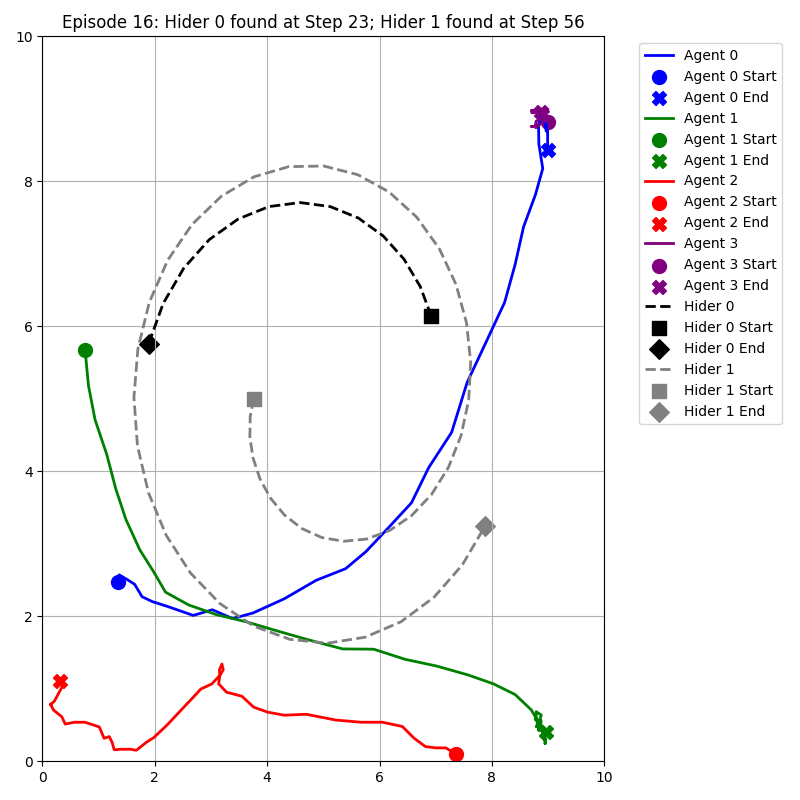 Episode 16: Hider 0 found at Step 23; Hider 1 found at Step 56
10
8
6
4
2
0
0 2 4 6 8 10
Agent 0
Agent 0 Start
Agent 0 End
Agent 1
Agent 1 Start
Agent 1 End
Agent 2
Agent 2 Start
Agent 2 End
Agent 3
Agent 3 Start
Agent 3 End
Hider 0
Hider 0 Start
Hider 0 End
Hider 1
Hider 1 Start
Hider 1 End